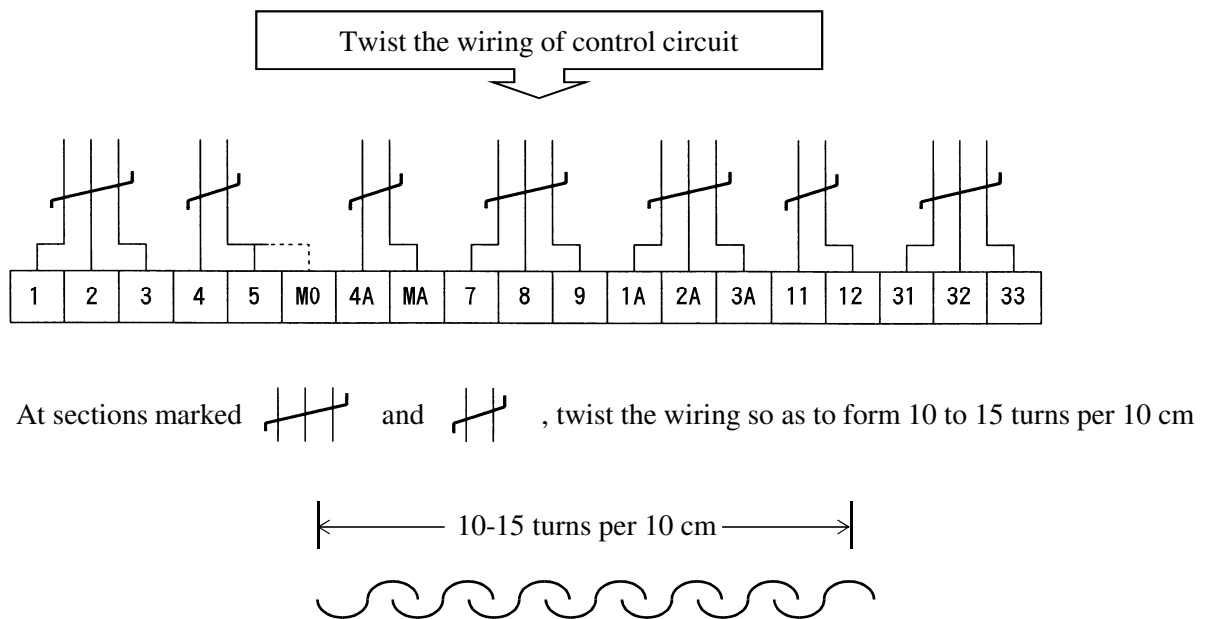 Twist the wiring of control circuit
1 2 3 4 5 M0 4A MA 7 8 9 1A 2A 3A 11 12 31 32 33
At sections marked and , twist the wiring so as to form 10 to 15 turns per 10 cm
10-15 turns per 10 cm